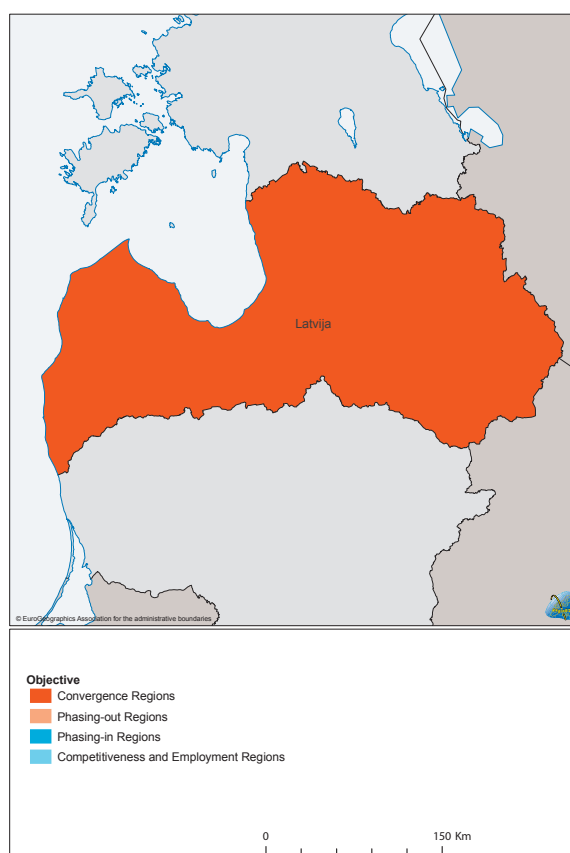 Latvija
© EuroGeographics Association for the administrative boundaries
Objective
Convergence Regions
Phasing-out Regions
Phasing-in Regions
Competitiveness and Employment Regions
0 150 Km